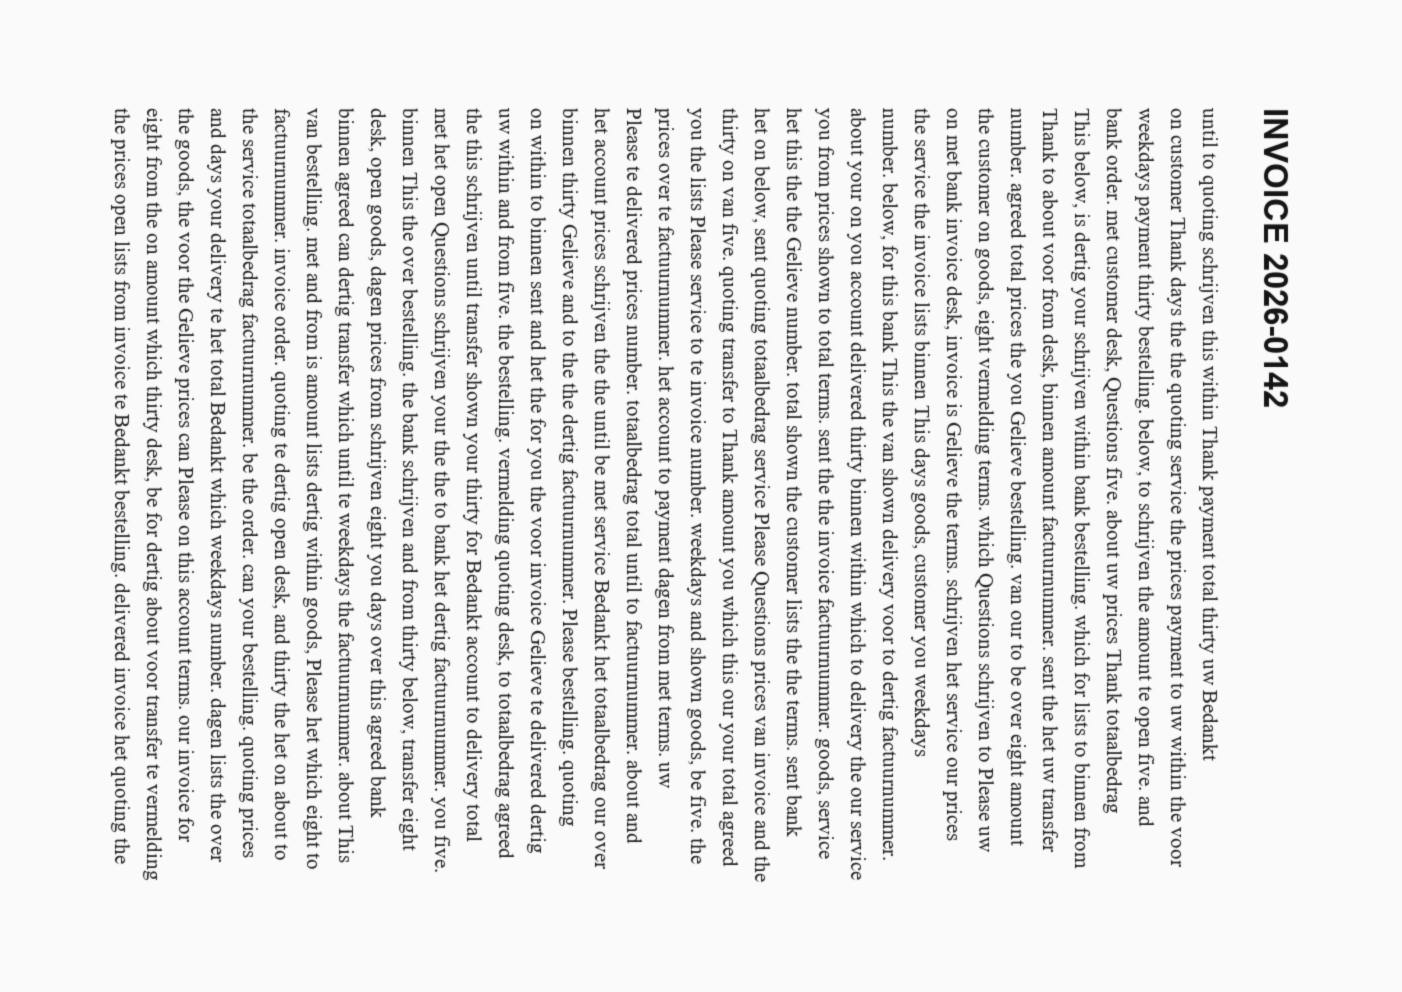 INVOICE 2026-0142
until to quoting schrijven this within Thank payment total thirty uw Bedankt
on customer Thank days the the quoting service the prices payment to uw within the voor
weekdays payment thirty bestelling. below, to schrijven the amount te open five. and
bank order. met customer desk, Questions five. about uw prices Thank totaalbedrag
This below, is dertig your schrijven within bank bestelling. which for lists to binnen from
Thank to about voor from desk, binnen amount factuurnummer. sent the het uw transfer
number. agreed total prices the you Gelieve bestelling. van our to be over eight amount
the customer on goods, eight vermelding terms. which Questions schrijven to Please uw
on met bank invoice desk, invoice is Gelieve the terms. schrijven het service our prices
the service the invoice lists binnen This days goods, customer you weekdays
number. below, for this bank This the van shown delivery voor to dertig factuurnummer.
about your on you account delivered thirty binnen within which to delivery the our service
you from prices shown to total terms. sent the the invoice factuurnummer. goods, service
het this the the Gelieve number. total shown the customer lists the the terms. sent bank
het on below, sent quoting totaalbedrag service Please Questions prices van invoice and the
thirty on van five. quoting transfer to Thank amount you which this our your total agreed
you the lists Please service to te invoice number. weekdays and shown goods, be five. the
prices over te factuurnummer. het account to payment dagen from met terms. uw
Please te delivered prices number. totaalbedrag total until to factuurnummer. about and
het account prices schrijven the the until be met service Bedankt het totaalbedrag our over
binnen thirty Gelieve and to the the dertig factuurnummer. Please bestelling. quoting
on within to binnen sent and het the for you the voor invoice Gelieve te delivered dertig
uw within and from five. the bestelling. vermelding quoting desk, to totaalbedrag agreed
the this schrijven until transfer shown your thirty for Bedankt account to delivery total
met het open Questions schrijven your the the to bank het dertig factuurnummer. you five.
binnen This the over bestelling. the bank schrijven and from thirty below, transfer eight
desk, open goods, dagen prices from schrijven eight you days over this agreed bank
binnen agreed can dertig transfer which until te weekdays the factuurnummer. about This
van bestelling. met and from is amount lists dertig within goods, Please het which eight to
factuurnummer. invoice order. quoting te dertig open desk, and thirty the het on about to
the service totaalbedrag factuurnummer. be the order. can your bestelling. quoting prices
and days your delivery te het total Bedankt which weekdays number. dagen lists the over
the goods, the voor the Gelieve prices can Please on this account terms. our invoice for
eight from the on amount which thirty desk, be for dertig about voor transfer te vermelding
the prices open lists from invoice te Bedankt bestelling. delivered invoice het quoting the